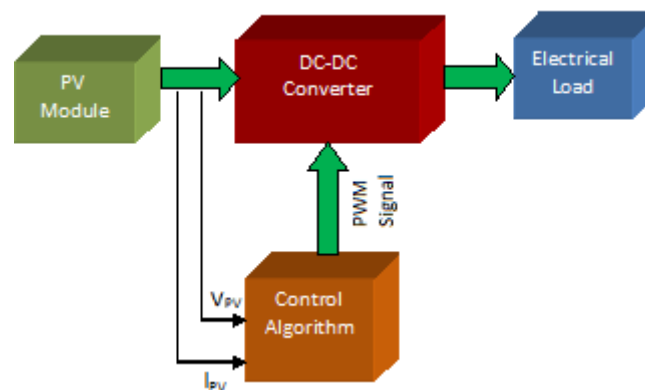 PV
Module
DC-DC
Converter
Electrical
Load
PWM
Signal
VPV
IPV
Control
Algorithm